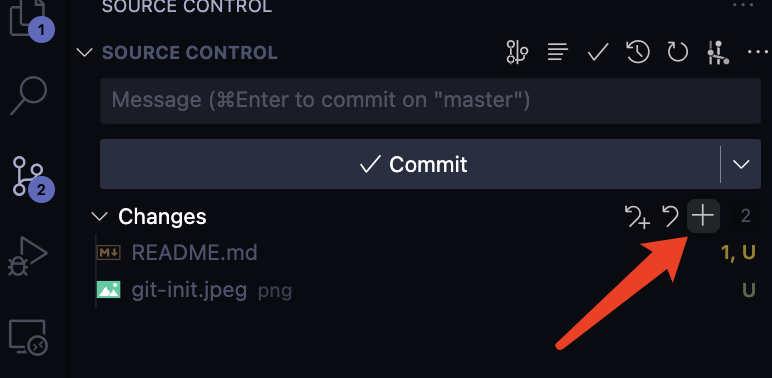 SOURCE CONTROL
1
SOURCE CONTROL
Message (⌘Enter to commit on "master")
Commit
2
Changes 2
M↓ README.md 1, U
git-init.jpeg png U